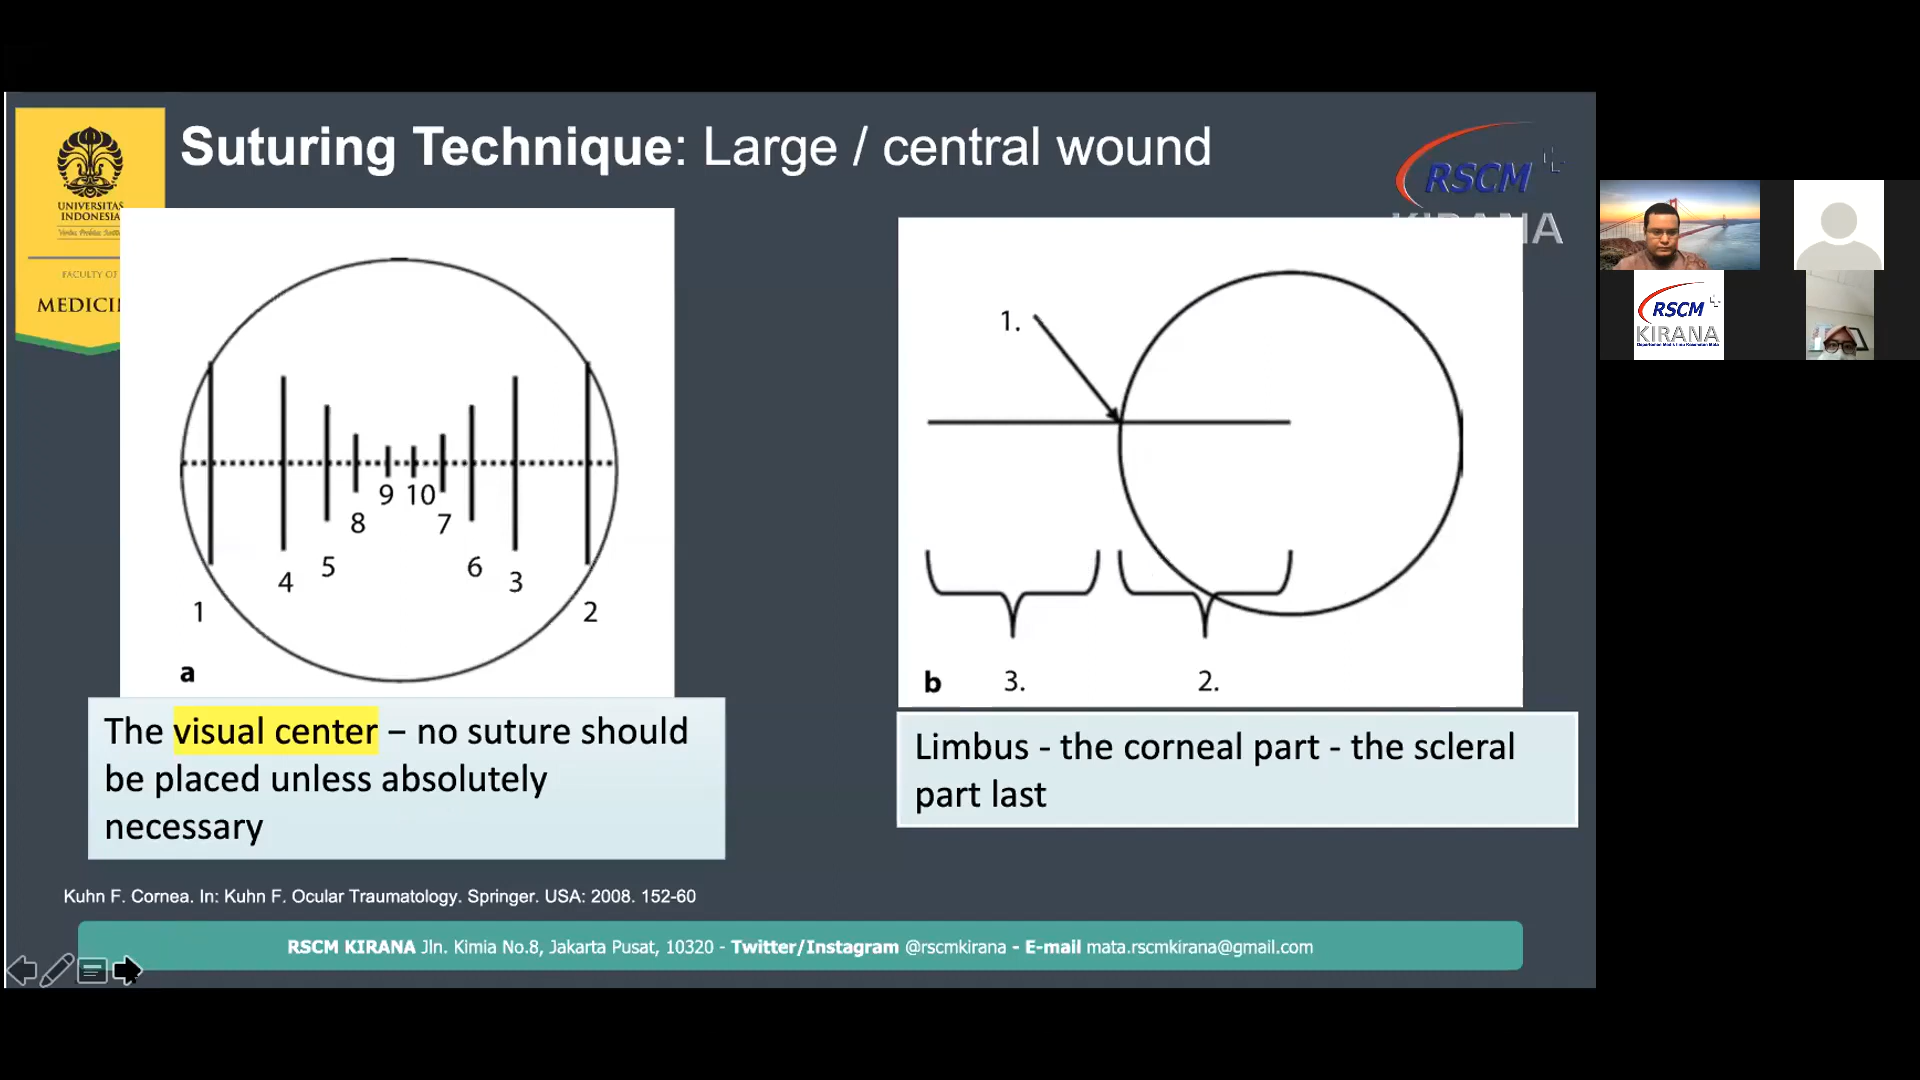 Suturing Technique: Large / central wound
UNIVERSITAS
INDONESIA
FACULTY OF
RSCM
1.
9 10
8 7
5 6
4 3
1 2
a
b 3. 2.
The visual center – no suture should
be placed unless absolutely
necessary
Limbus - the corneal part - the scleral
part last
Kuhn F. Cornea. In: Kuhn F. Ocular Traumatology. Springer. USA: 2008. 152-60
RSCM KIRANA Jln. Kimia No.8, Jakarta Pusat, 10320 - Twitter/Instagram @rscmkirana - E-mail mata.rscmkirana@gmail.com
RSCM
KIRANA